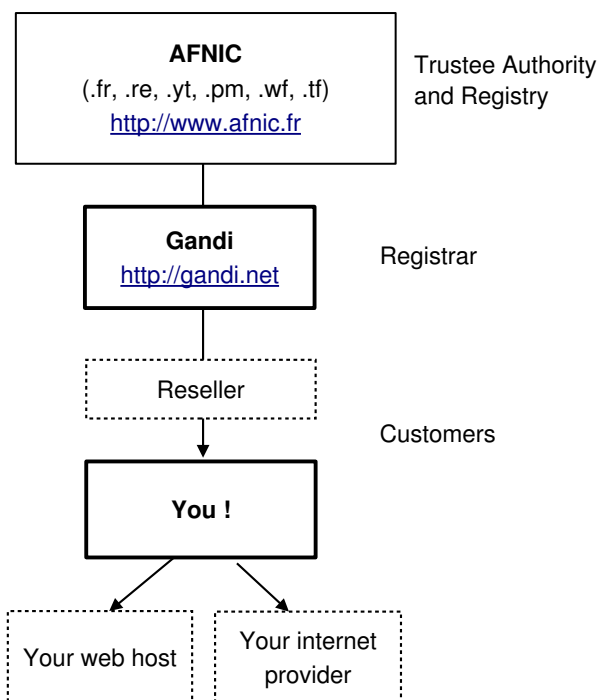 AFNIC
(.fr, .re, .yt, .pm, .wf, .tf)
http://www.afnic.fr
Trustee Authority
and Registry
Gandi
http://gandi.net
Registrar
Reseller
Customers
You !
Your web host
Your internet
provider